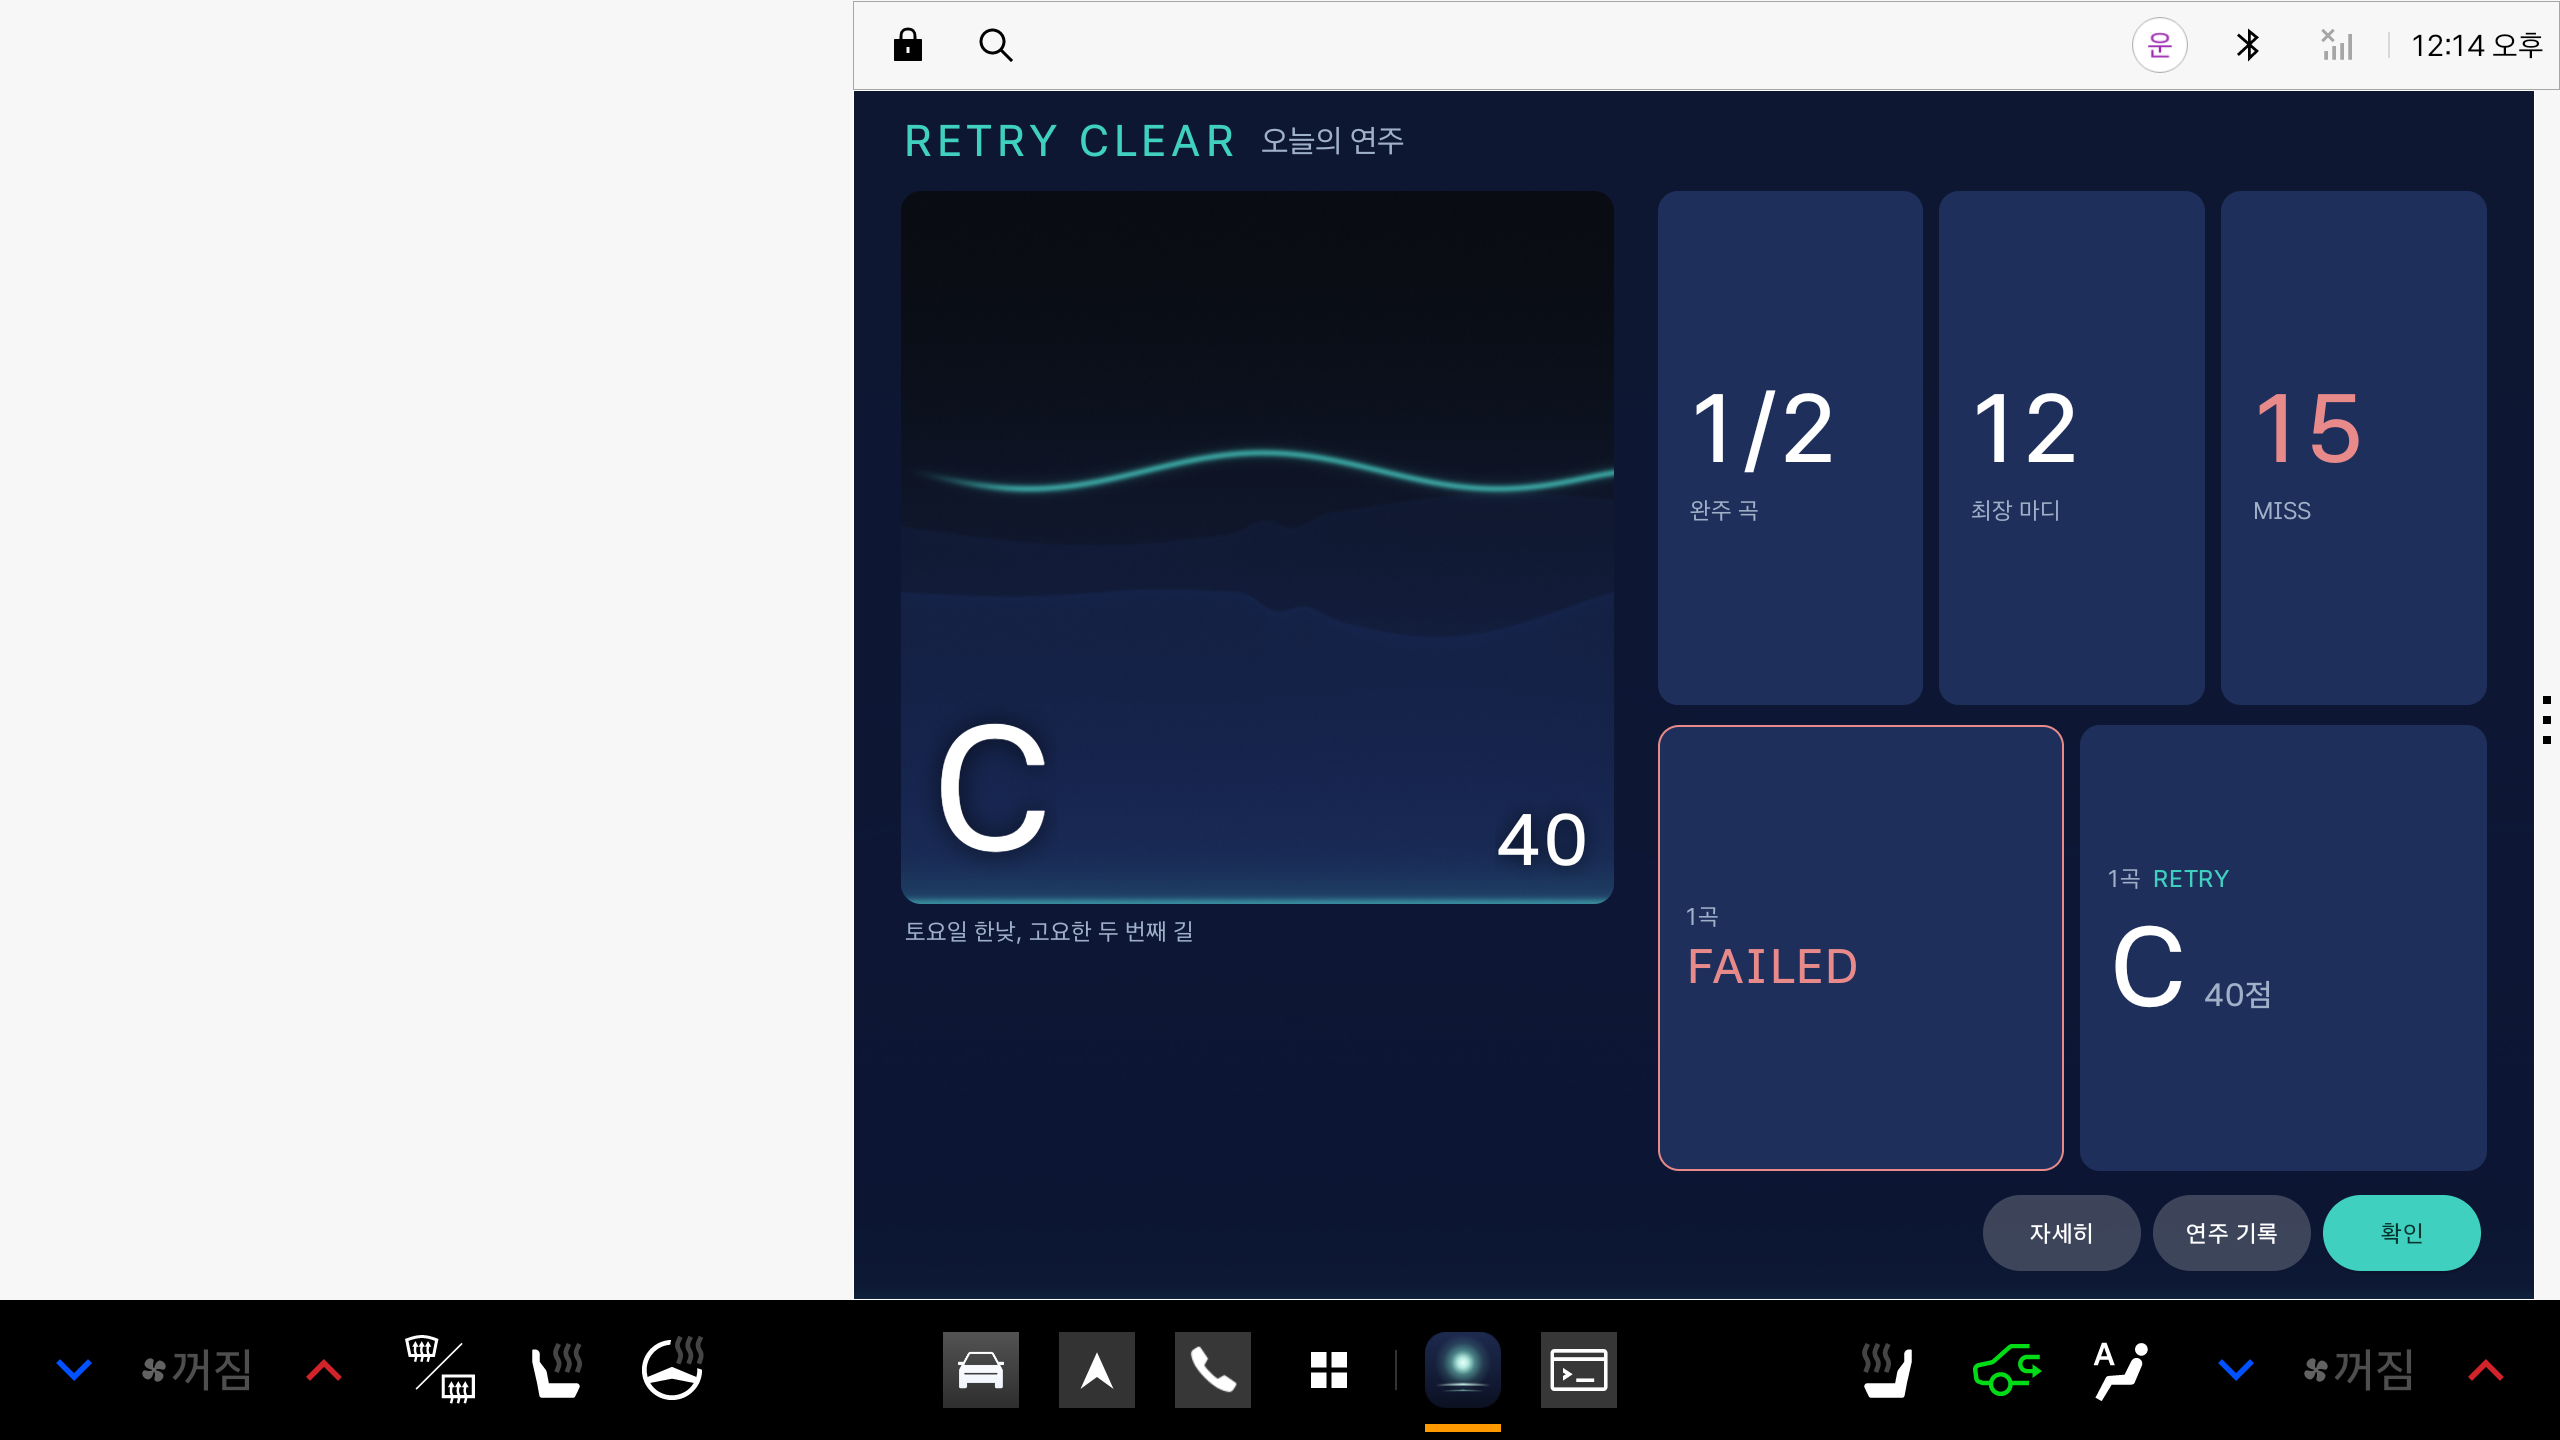 운
12:14 오후
RETRY CLEAR 오늘의 연주
C
40
토요일 한낮, 고요한 두 번째 길
1/2
완주 곡
12
최장 마디
15
MISS
1곡
FAILED
1곡 RETRY
C 40점
자세히
연주 기록
확인
꺼짐
A
꺼짐